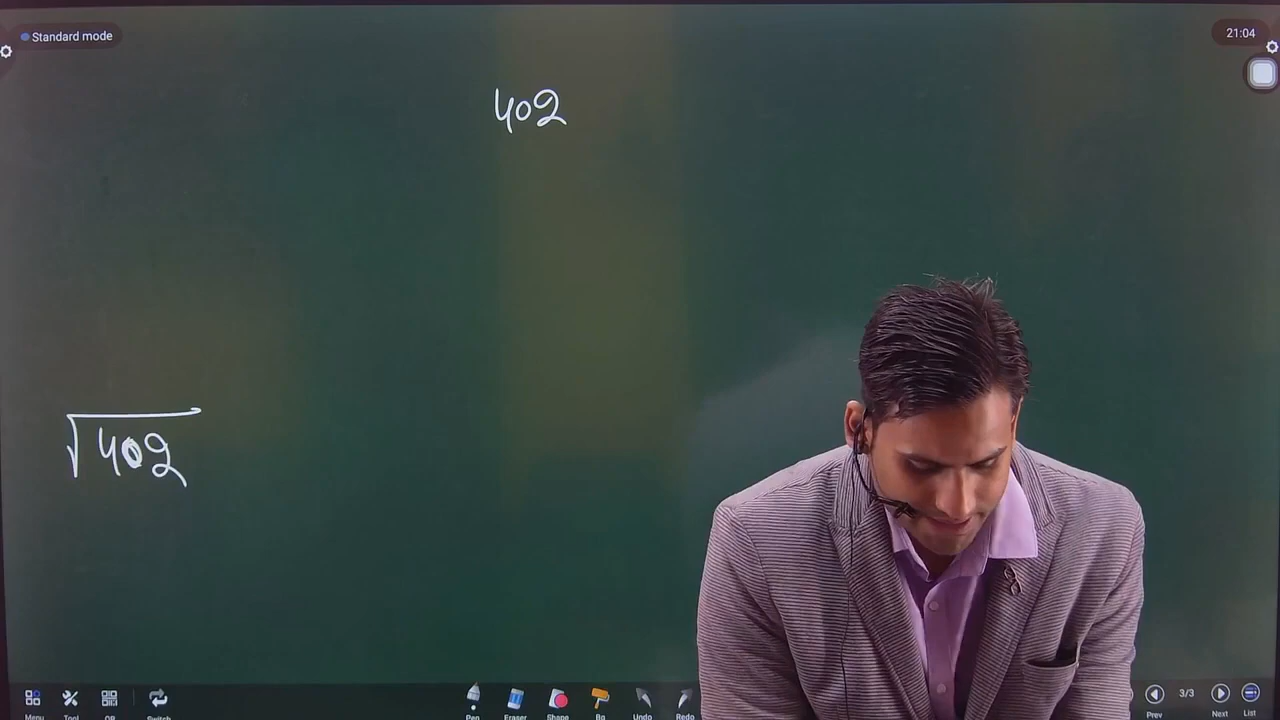 Standard mode
21:04
402
√402
Menu Tool QR Switch Pen Eraser Shape Bg Undo Redo Prev 3/3 Next List